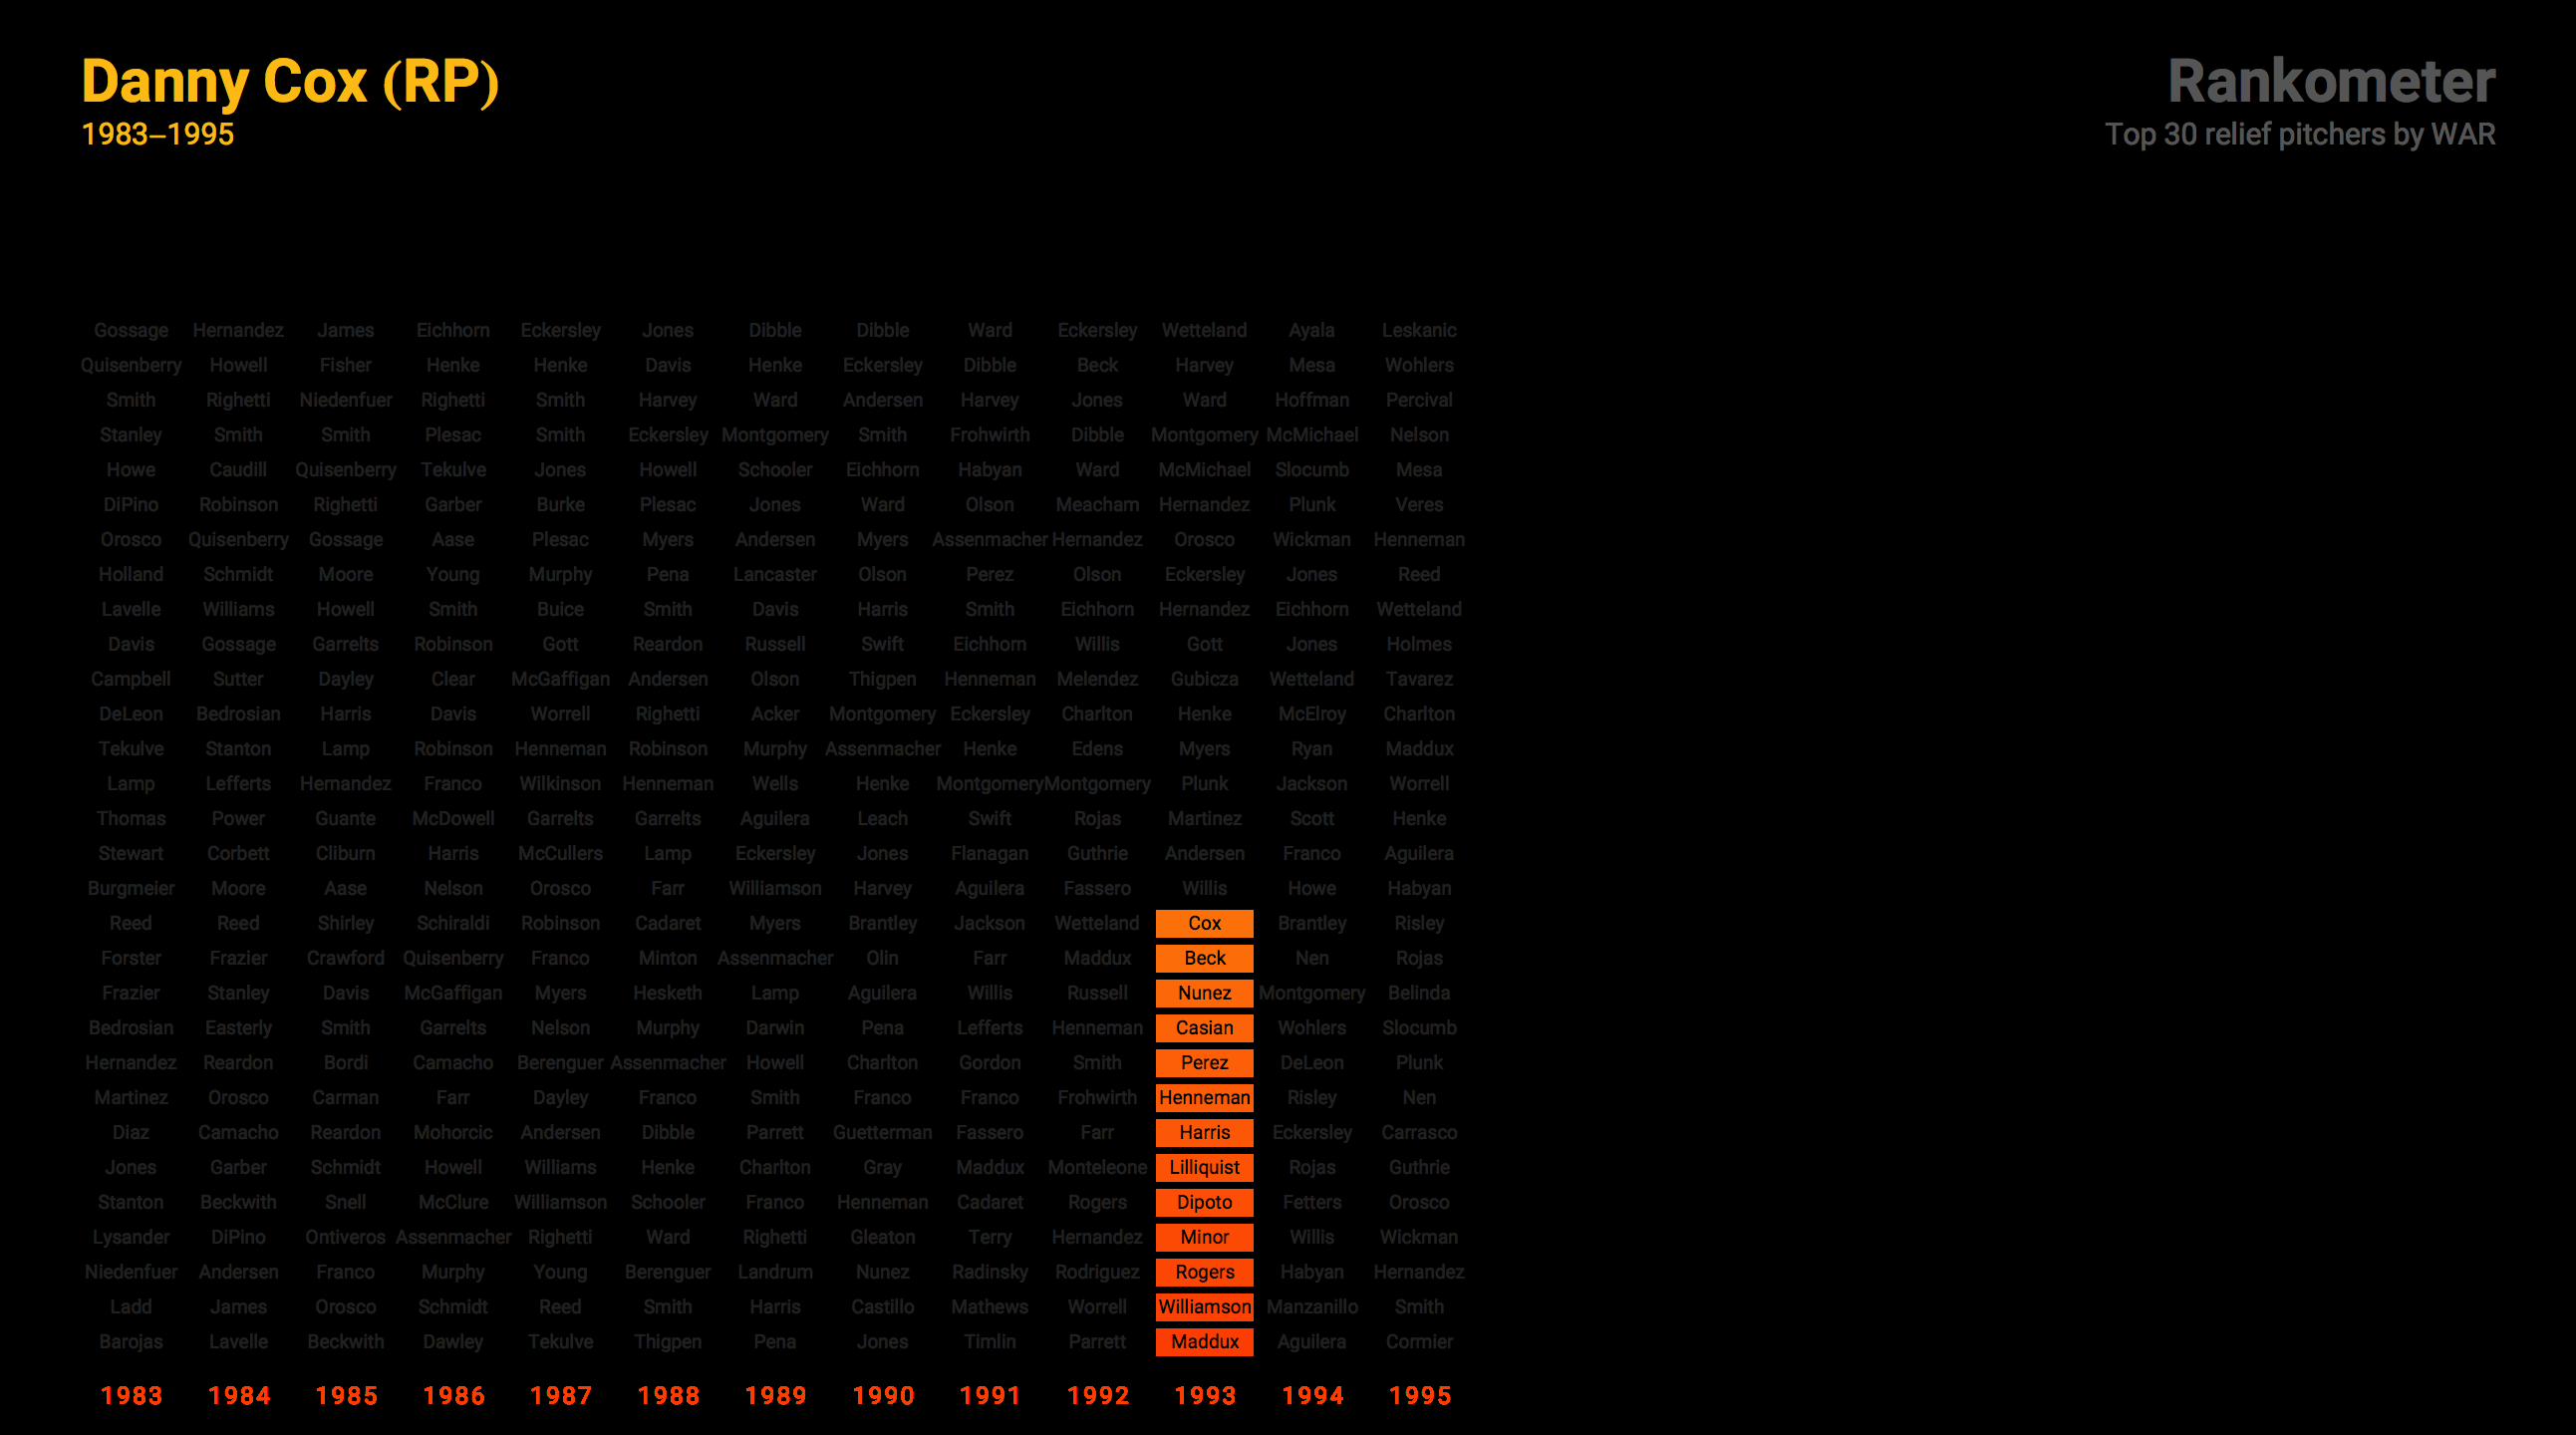 Danny Cox (RP)
1983–1995
Rankometer
Top 30 relief pitchers by WAR
Gossage Hernandez James Eichhorn Eckersley Jones Dibble Dibble Ward Eckersley Wetteland Ayala Leskanic
Quisenberry Howell Fisher Henke Henke Davis Henke Eckersley Dibble Beck Harvey Mesa Wohlers
Smith Righetti Niedenfuer Righetti Smith Harvey Ward Andersen Harvey Jones Ward Hoffman Percival
Stanley Smith Smith Plesac Smith Eckersley Montgomery Smith Frohwirth Dibble Montgomery McMichael Nelson
Howe Caudill Quisenberry Tekulve Jones Howell Schooler Eichhorn Habyan Ward McMichael Slocumb Mesa
DiPino Robinson Righetti Garber Burke Plesac Jones Ward Olson Meacham Hernandez Plunk Veres
Orosco Quisenberry Gossage Aase Plesac Myers Andersen Myers Assenmacher Hernandez Orosco Wickman Henneman
Holland Schmidt Moore Young Murphy Pena Lancaster Olson Perez Olson Eckersley Jones Reed
Lavelle Williams Howell Smith Buice Smith Davis Harris Smith Eichhorn Hernandez Eichhorn Wetteland
Davis Gossage Garrelts Robinson Gott Reardon Russell Swift Eichhorn Willis Gott Jones Holmes
Campbell Sutter Dayley Clear McGaffigan Andersen Olson Thigpen Henneman Melendez Gubicza Wetteland Tavarez
DeLeon Bedrosian Harris Davis Worrell Righetti Acker Montgomery Eckersley Charlton Henke McElroy Charlton
Tekulve Stanton Lamp Robinson Henneman Robinson Murphy Assenmacher Henke Edens Myers Ryan Maddux
Lamp Lefferts Hernandez Franco Wilkinson Henneman Wells Henke Montgomery Montgomery Plunk Jackson Worrell
Thomas Power Guante McDowell Garrelts Garrelts Aguilera Leach Swift Rojas Martinez Scott Henke
Stewart Corbett Cliburn Harris McCullers Lamp Eckersley Jones Flanagan Guthrie Andersen Franco Aguilera
Burgmeier Moore Aase Nelson Orosco Farr Williamson Harvey Aguilera Fassero Willis Howe Habyan
Reed Reed Shirley Schiraldi Robinson Cadaret Myers Brantley Jackson Wetteland Cox Brantley Risley
Forster Frazier Crawford Quisenberry Franco Minton Assenmacher Olin Farr Maddux Beck Nen Rojas
Frazier Stanley Davis McGaffigan Myers Hesketh Lamp Aguilera Willis Russell Nunez Montgomery Belinda
Bedrosian Easterly Smith Garrelts Nelson Murphy Darwin Pena Lefferts Henneman Casian Wohlers Slocumb
Hernandez Reardon Bordi Camacho Berenguer Assenmacher Howell Charlton Gordon Smith Perez DeLeon Plunk
Martinez Orosco Carman Farr Dayley Franco Smith Franco Franco Frohwirth Henneman Risley Nen
Diaz Camacho Reardon Mohorcic Andersen Dibble Parrett Guetterman Fassero Farr Harris Eckersley Carrasco
Jones Garber Schmidt Howell Williams Henke Charlton Gray Maddux Monteleone Lilliquist Rojas Guthrie
Stanton Beckwith Snell McClure Williamson Schooler Franco Henneman Cadaret Rogers Dipoto Fetters Orosco
Lysander DiPino Ontiveros Assenmacher Righetti Ward Righetti Gleaton Terry Hernandez Minor Willis Wickman
Niedenfuer Andersen Franco Murphy Young Berenguer Landrum Nunez Radinsky Rodriguez Rogers Habyan Hernandez
Ladd James Orosco Schmidt Reed Smith Harris Castillo Mathews Worrell Williamson Manzanillo Smith
Barojas Lavelle Beckwith Dawley Tekulve Thigpen Pena Jones Timlin Parrett Maddux Aguilera Cormier
1983 1984 1985 1986 1987 1988 1989 1990 1991 1992 1993 1994 1995